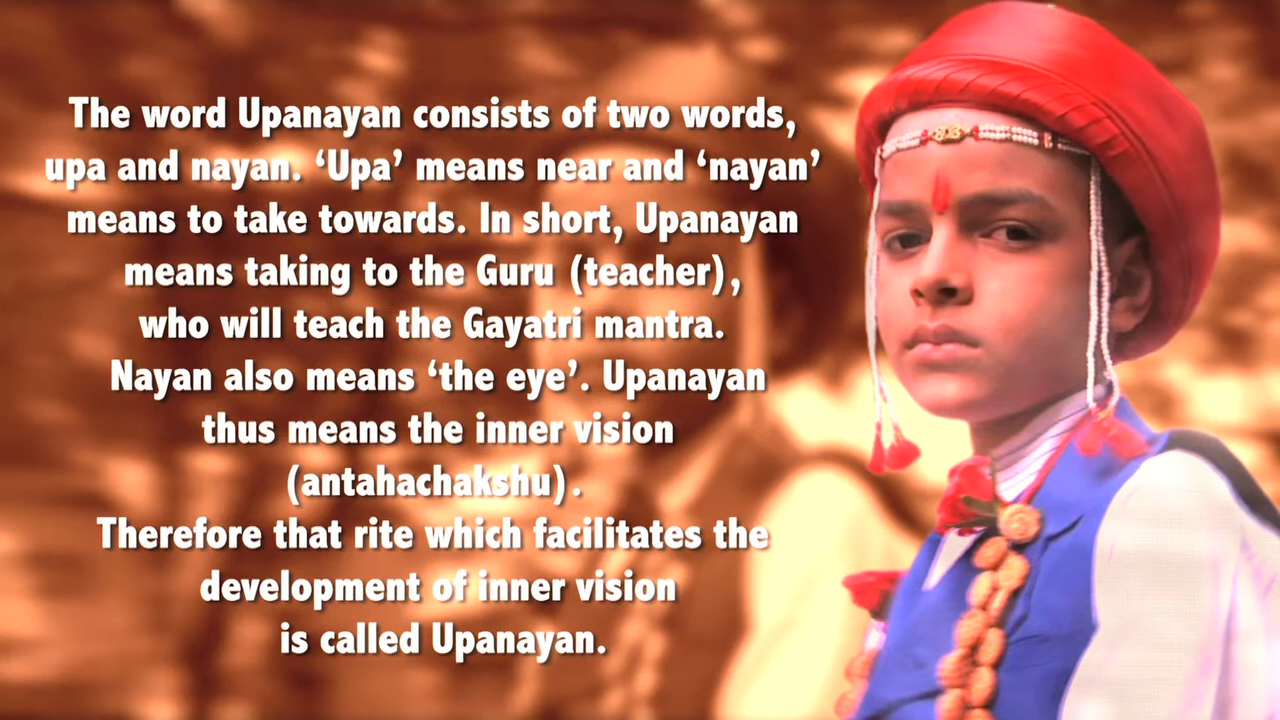 The word Upanayan consists of two words,
upa and nayan. ‘Upa’ means near and ‘nayan’
means to take towards. In short, Upanayan
means taking to the Guru (teacher),
who will teach the Gayatri mantra.
Nayan also means ‘the eye’. Upanayan
thus means the inner vision
(antahachakshu).
Therefore that rite which facilitates the
development of inner vision
is called Upanayan.